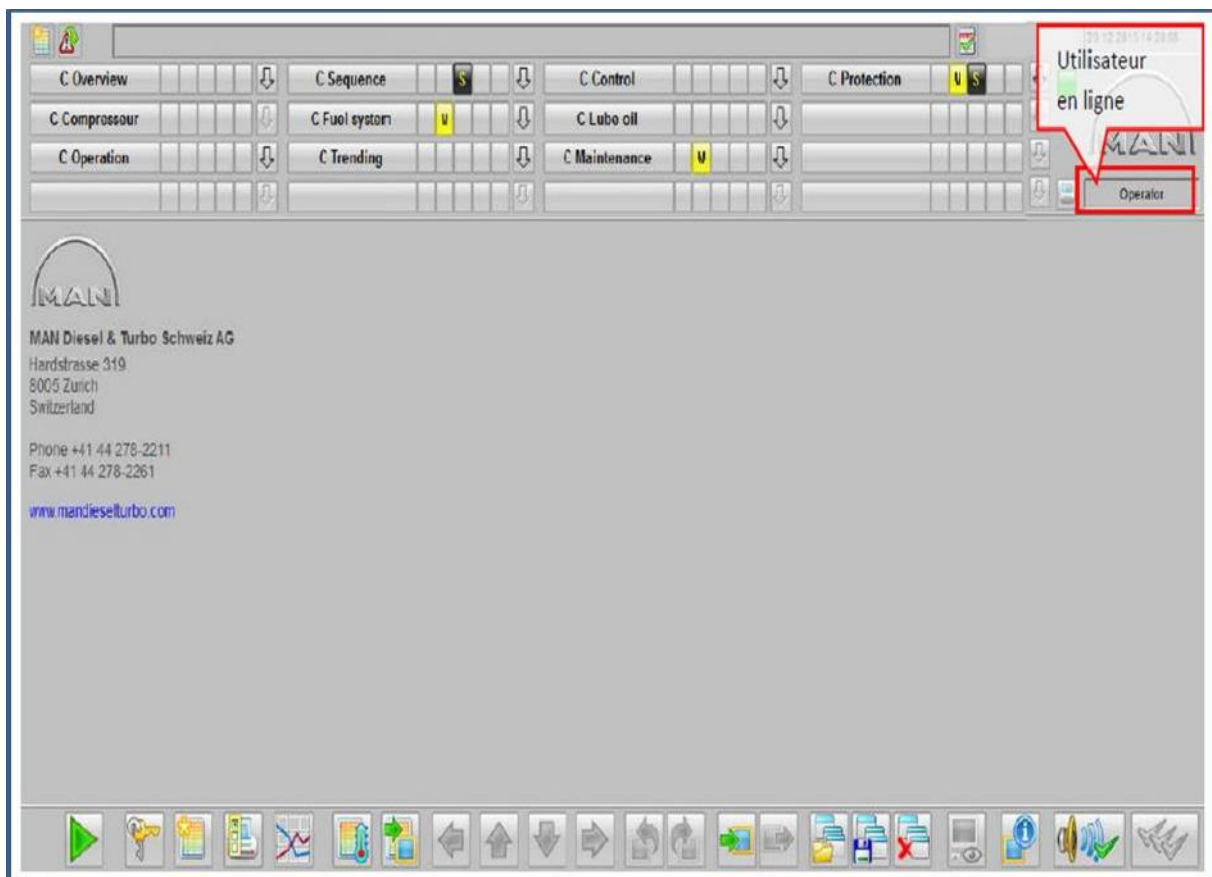 Utilisateur
en ligne
C Overview
C Sequence
S
C Control
C Protection
W S
C Compressour
C Fuel system
W
C Lube oil
C Operation
C Trending
C Maintenance
W
MAN
Operator
MAN
MAN Diesel & Turbo Schweiz AG
Hardstrasse 319
8005 Zurich
Switzerland
Phone +41 44 278-2211
Fax +41 44 278-2261
www.mandieselturbo.com